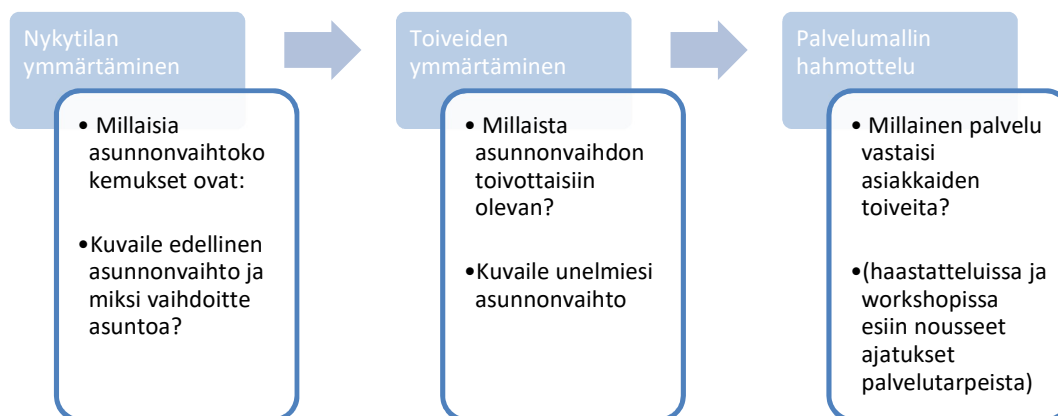 Nykytilan
ymmärtäminen
• Millaisia
asunnonvaihtoko
kemukset ovat:
•Kuvaile edellinen
asunnonvaihto ja
miksi vaihdoitte
asuntoa?
Toiveiden
ymmärtäminen
• Millaista
asunnonvaihdon
toivottaisiin
olevan?
•Kuvaile unelmiesi
asunnonvaihto
Palvelumallin
hahmottelu
• Millainen palvelu
vastaisi
asiakkaiden
toiveita?
•(haastatteluissa ja
workshopissa
esiin nousseet
ajatukset
palvelutarpeista)